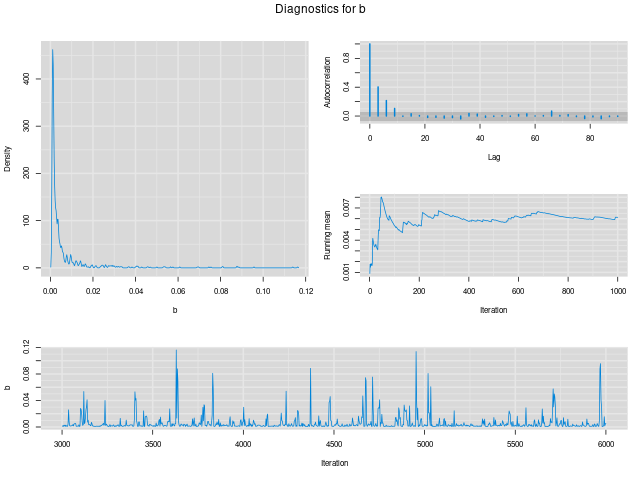 Diagnostics for b
Density
400
300
200
100
0
0.00 0.02 0.04 0.06 0.08 0.10 0.12
b
Autocorrelation
0.8
0.4
0.0
0 20 40 60 80
Lag
Running mean
0.007
0.004
0.001
0 200 400 600 800 1000
Iteration
b
0.12
0.08
0.04
0.00
3000 3500 4000 4500 5000 5500 6000
Iteration